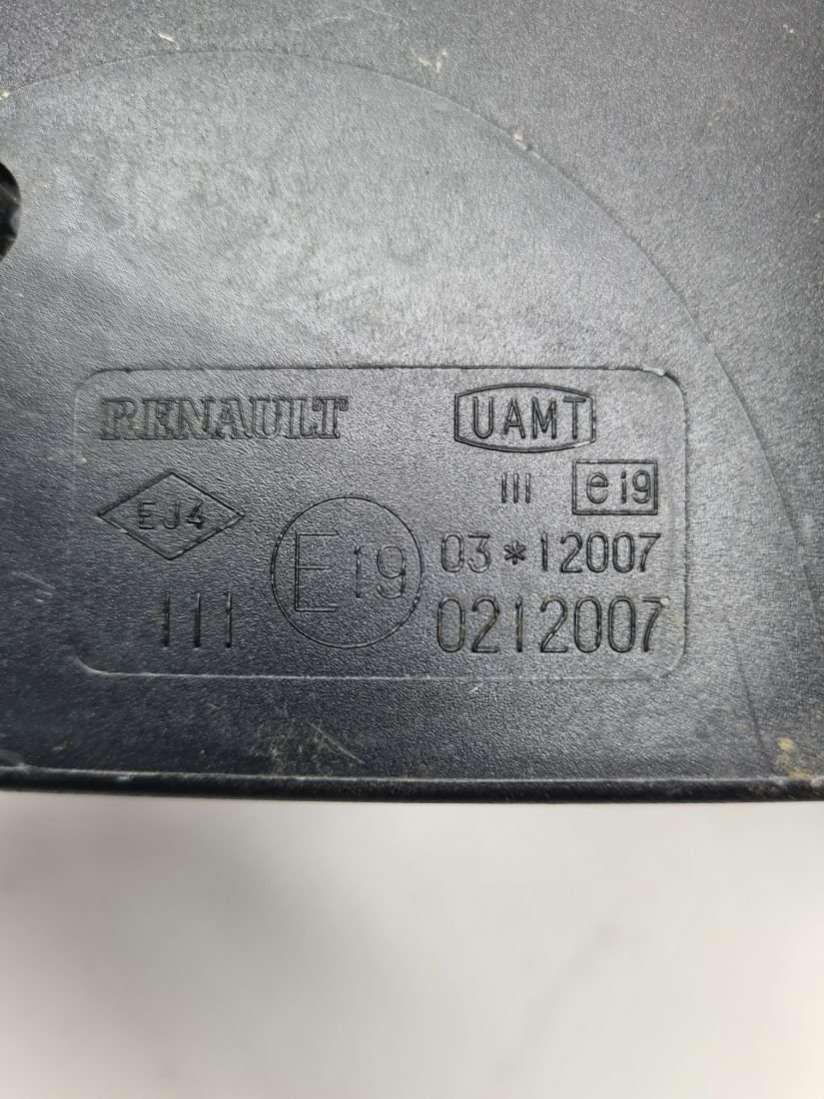 RENAULT UAMT
III e19
EJ4
E19 03*12007
III 0212007